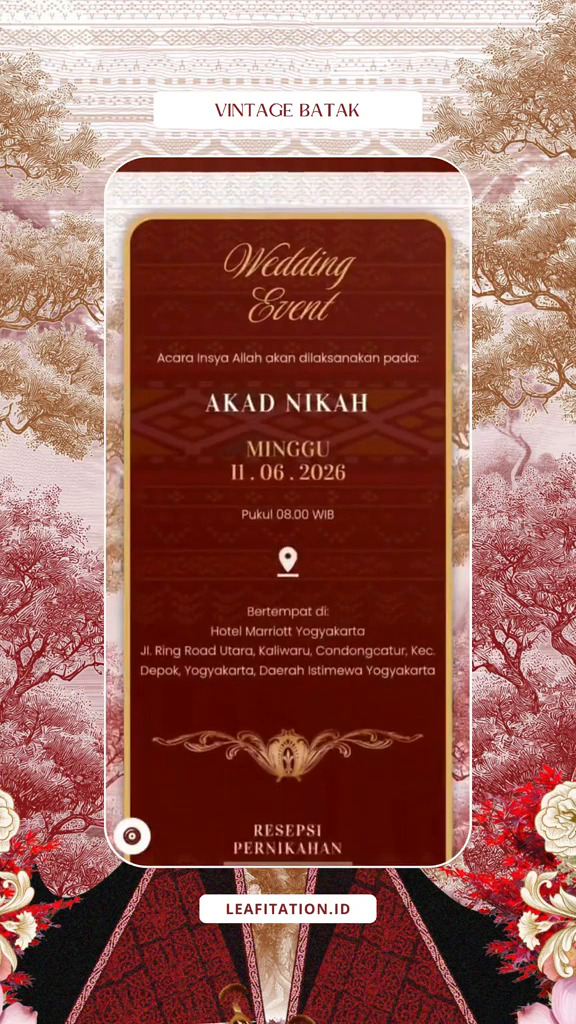 VINTAGE BATAK
Wedding
Event
Acara Insya Allah akan dilaksanakan pada:
AKAD NIKAH
MINGGU
11 . 06 . 2026
Pukul 08.00 WIB
Bertempat di:
Hotel Marriott Yogyakarta
Jl. Ring Road Utara, Kaliwaru, Condongcatur, Kec.
Depok, Yogyakarta, Daerah Istimewa Yogyakarta
RESEPSI
PERNIKAHAN
LEAFITATION.ID